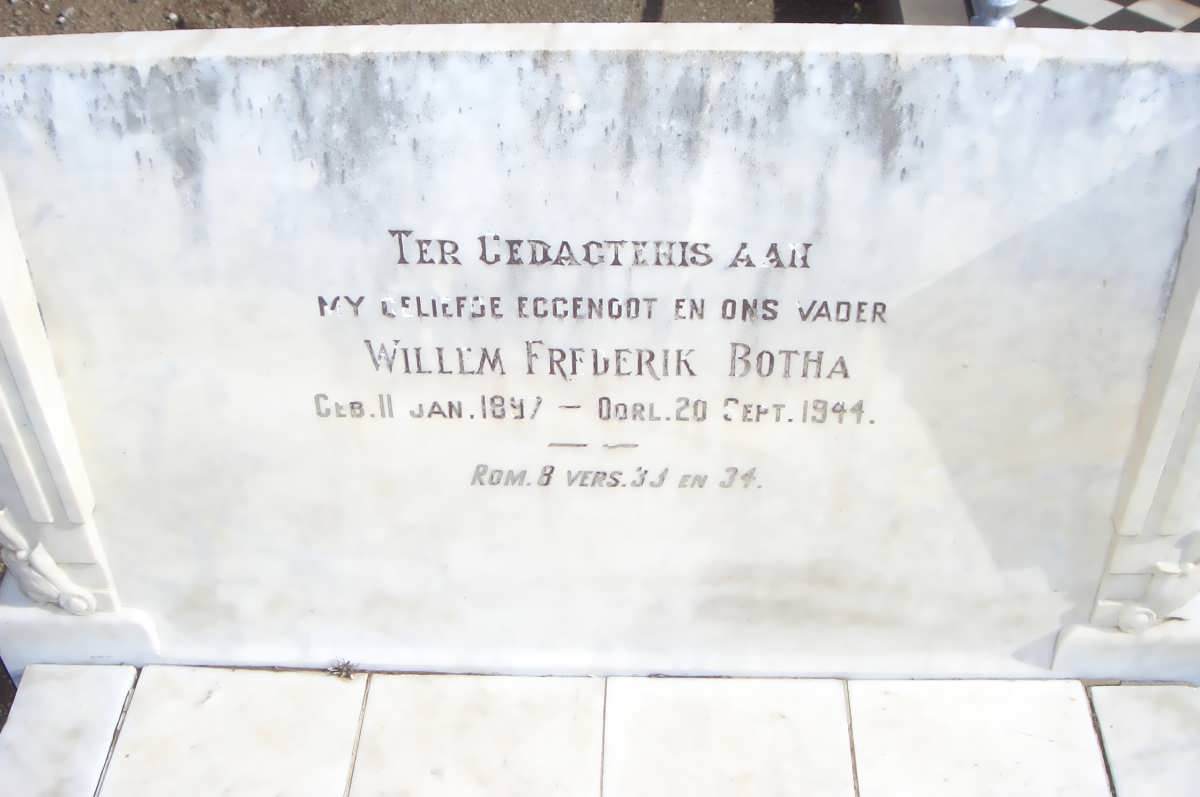 TER GEDAGTENIS AAN
MY GELIEFDE EGGENOOT EN ONS VADER
WILLEM FREDERIK BOTHA
GEB. 11 JAN. 1897 — OORL. 20 SEPT. 1944.
ROM. 8 VERS. 33 EN 34.